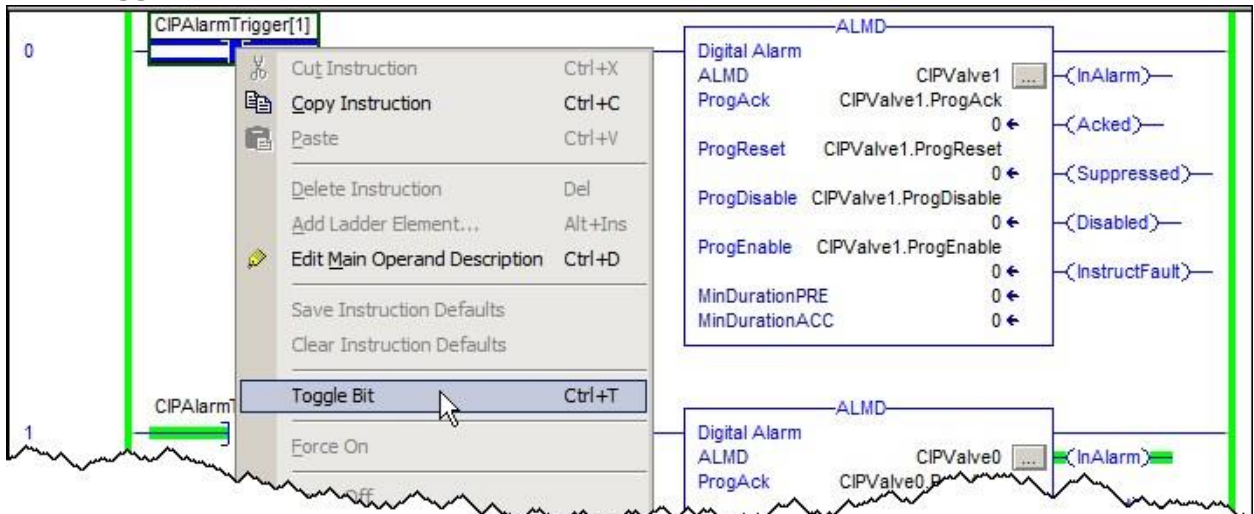 CIPAlarmTrigger[1]
0
Cut Instruction Ctrl+X
Copy Instruction Ctrl+C
Paste Ctrl+V
Delete Instruction Del
Add Ladder Element... Alt+Ins
Edit Main Operand Description Ctrl+D
Save Instruction Defaults
Clear Instruction Defaults
Toggle Bit Ctrl+T
Force On
Off
ALMD
Digital Alarm
ALMD CIPValve1 ...
ProgAck CIPValve1.ProgAck
0
ProgReset CIPValve1.ProgReset
0
ProgDisable CIPValve1.ProgDisable
0
ProgEnable CIPValve1.ProgEnable
0
MinDurationPRE 0
MinDurationACC 0
(InAlarm)
(Acked)
(Suppressed)
(Disabled)
(InstructFault)
1
ALMD
Digital Alarm
ALMD CIPValve0 ...
ProgAck
(InAlarm)